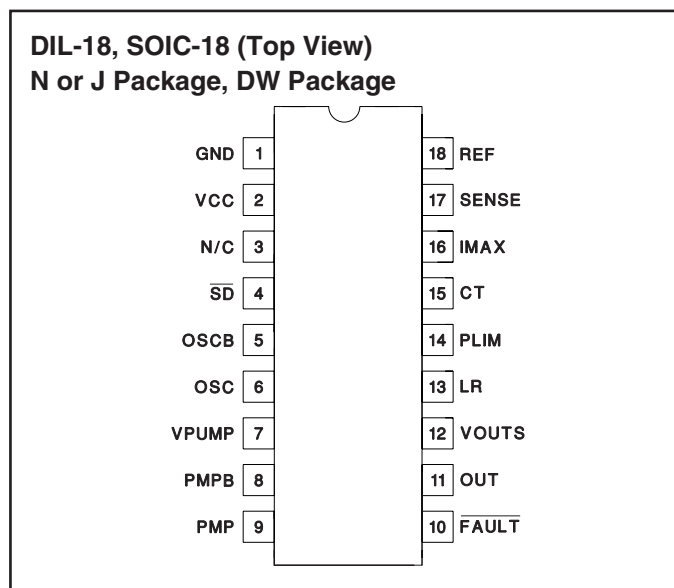 DIL-18, SOIC-18 (Top View)
N or J Package, DW Package
GND 1 18 REF
VCC 2 17 SENSE
N/C 3 16 IMAX
S̅D̅ 4 15 CT
OSCB 5 14 PLIM
OSC 6 13 LR
VPUMP 7 12 VOUTS
PMPB 8 11 OUT
PMP 9 10 F̅A̅U̅L̅T̅